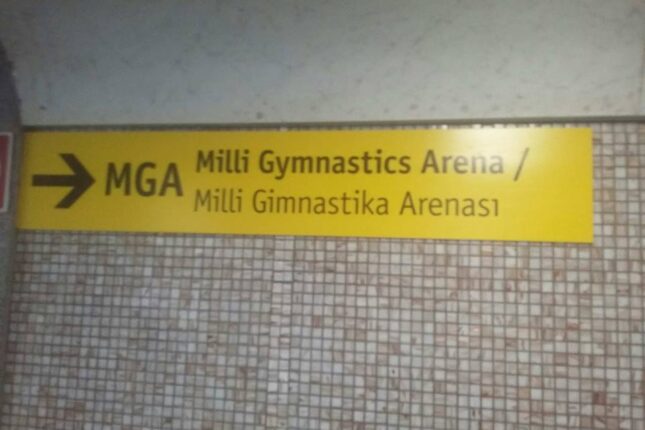 MGA
Milli Gymnastics Arena /
Milli Gimnastika Arenası